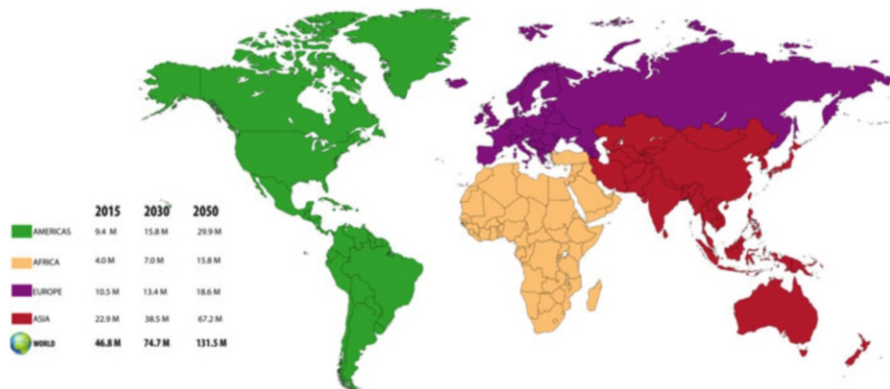 2015 2030 2050
AMERICAS 9.4 M 15.8 M 29.9 M
AFRICA 4.0 M 7.0 M 15.8 M
EUROPE 10.5 M 13.4 M 18.6 M
ASIA 22.9 M 38.5 M 67.2 M
WORLD 46.8 M 74.7 M 131.5 M